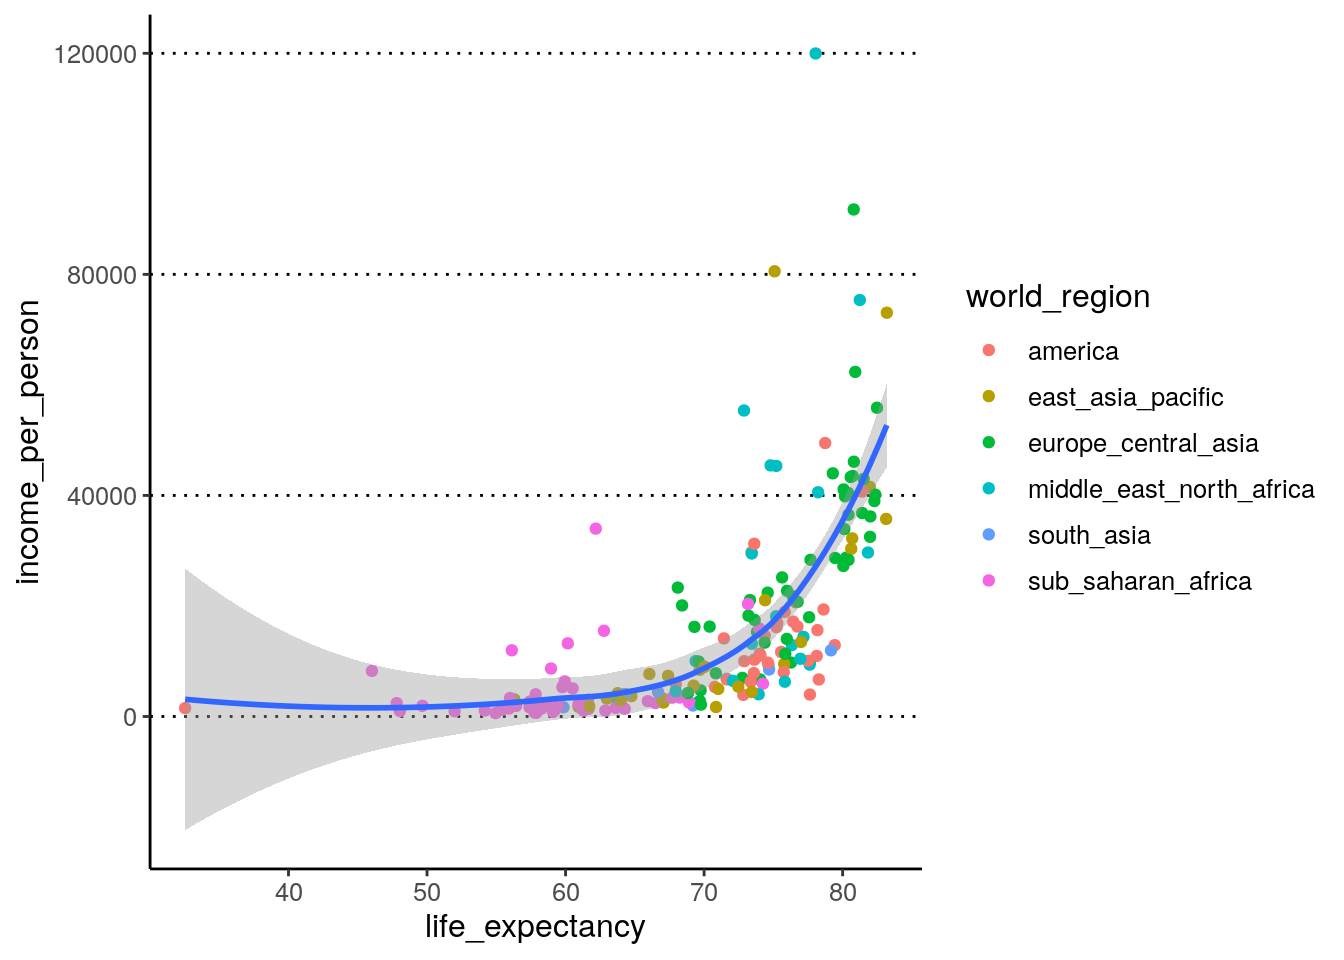 120000
80000
40000
0
income_per_person
40
50
60
70
80
life_expectancy
world_region
america
east_asia_pacific
europe_central_asia
middle_east_north_africa
south_asia
sub_saharan_africa